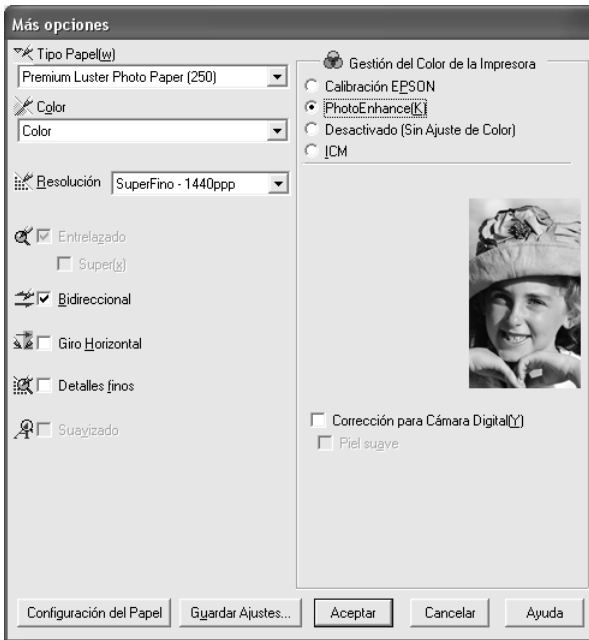 Más opciones
Tipo Papel(w)
Premium Luster Photo Paper (250)
Color
Color
Resolución SuperFino - 1440ppp
Entrelazado
Super(x)
Bidireccional
Giro Horizontal
Detalles finos
Suavizado
Gestión del Color de la Impresora
Calibración EPSON
PhotoEnhance(K)
Desactivado (Sin Ajuste de Color)
ICM
Corrección para Cámara Digital(Y)
Piel suave
Configuración del Papel Guardar Ajustes... Aceptar Cancelar Ayuda